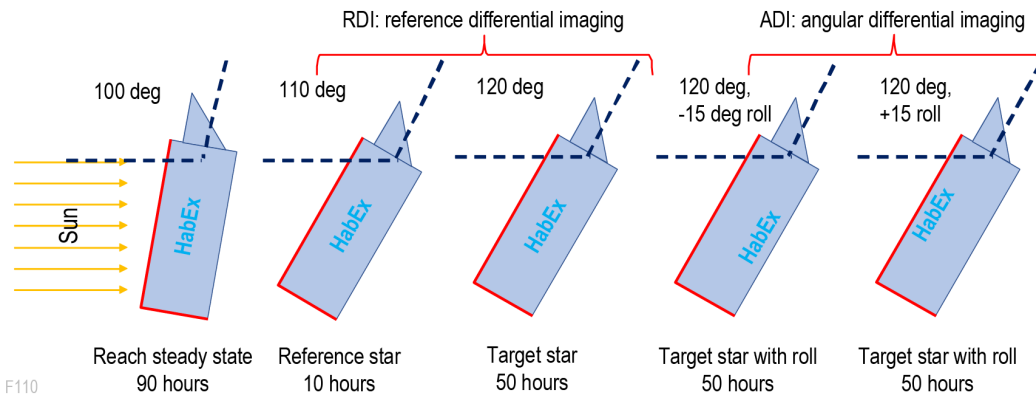 RDI: reference differential imaging
ADI: angular differential imaging
100 deg
110 deg
120 deg
120 deg,
-15 deg roll
120 deg,
+15 roll
Sun
HabEx
HabEx
HabEx
HabEx
HabEx
Reach steady state
90 hours
Reference star
10 hours
Target star
50 hours
Target star with roll
50 hours
Target star with roll
50 hours
F110